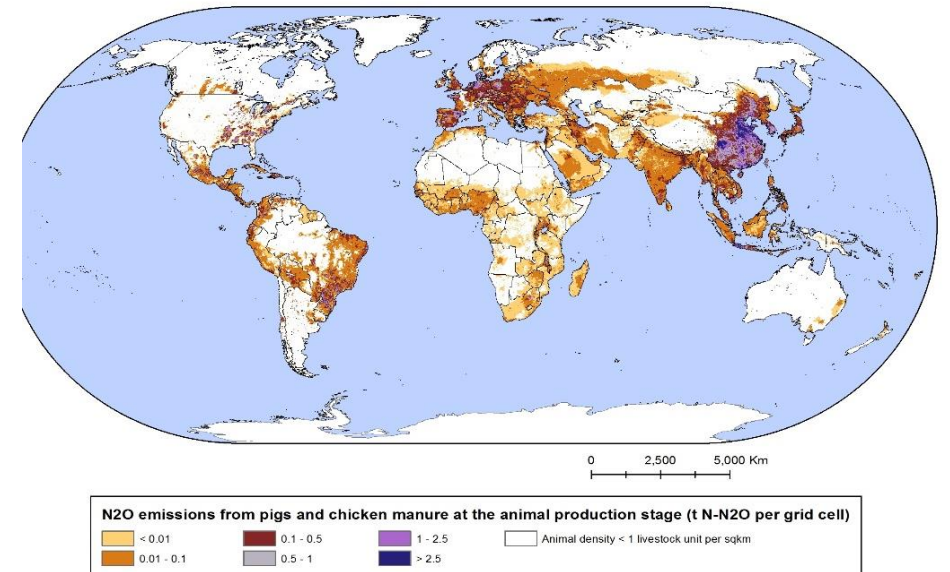 0 2,500 5,000 Km
N2O emissions from pigs and chicken manure at the animal production stage (t N-N2O per grid cell)
< 0.01 0.1 - 0.5 1 - 2.5 Animal density < 1 livestock unit per sqkm
0.01 - 0.1 0.5 - 1 > 2.5